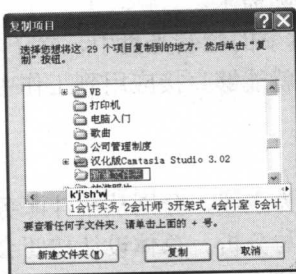 复制项目
选择您想将这 29 个项目复制到的地方，然后单击“复
制”按钮。
VB
打印机
电脑入门
歌曲
公司管理制度
汉化版Camtasia Studio 3.02
新建文件夹
k'j'sh'w
1会计实务 2会计师 3开架式 4会计室 5会计
要查看任何子文件夹，请单击上面的 + 号。
新建文件夹(M) 复制 取消